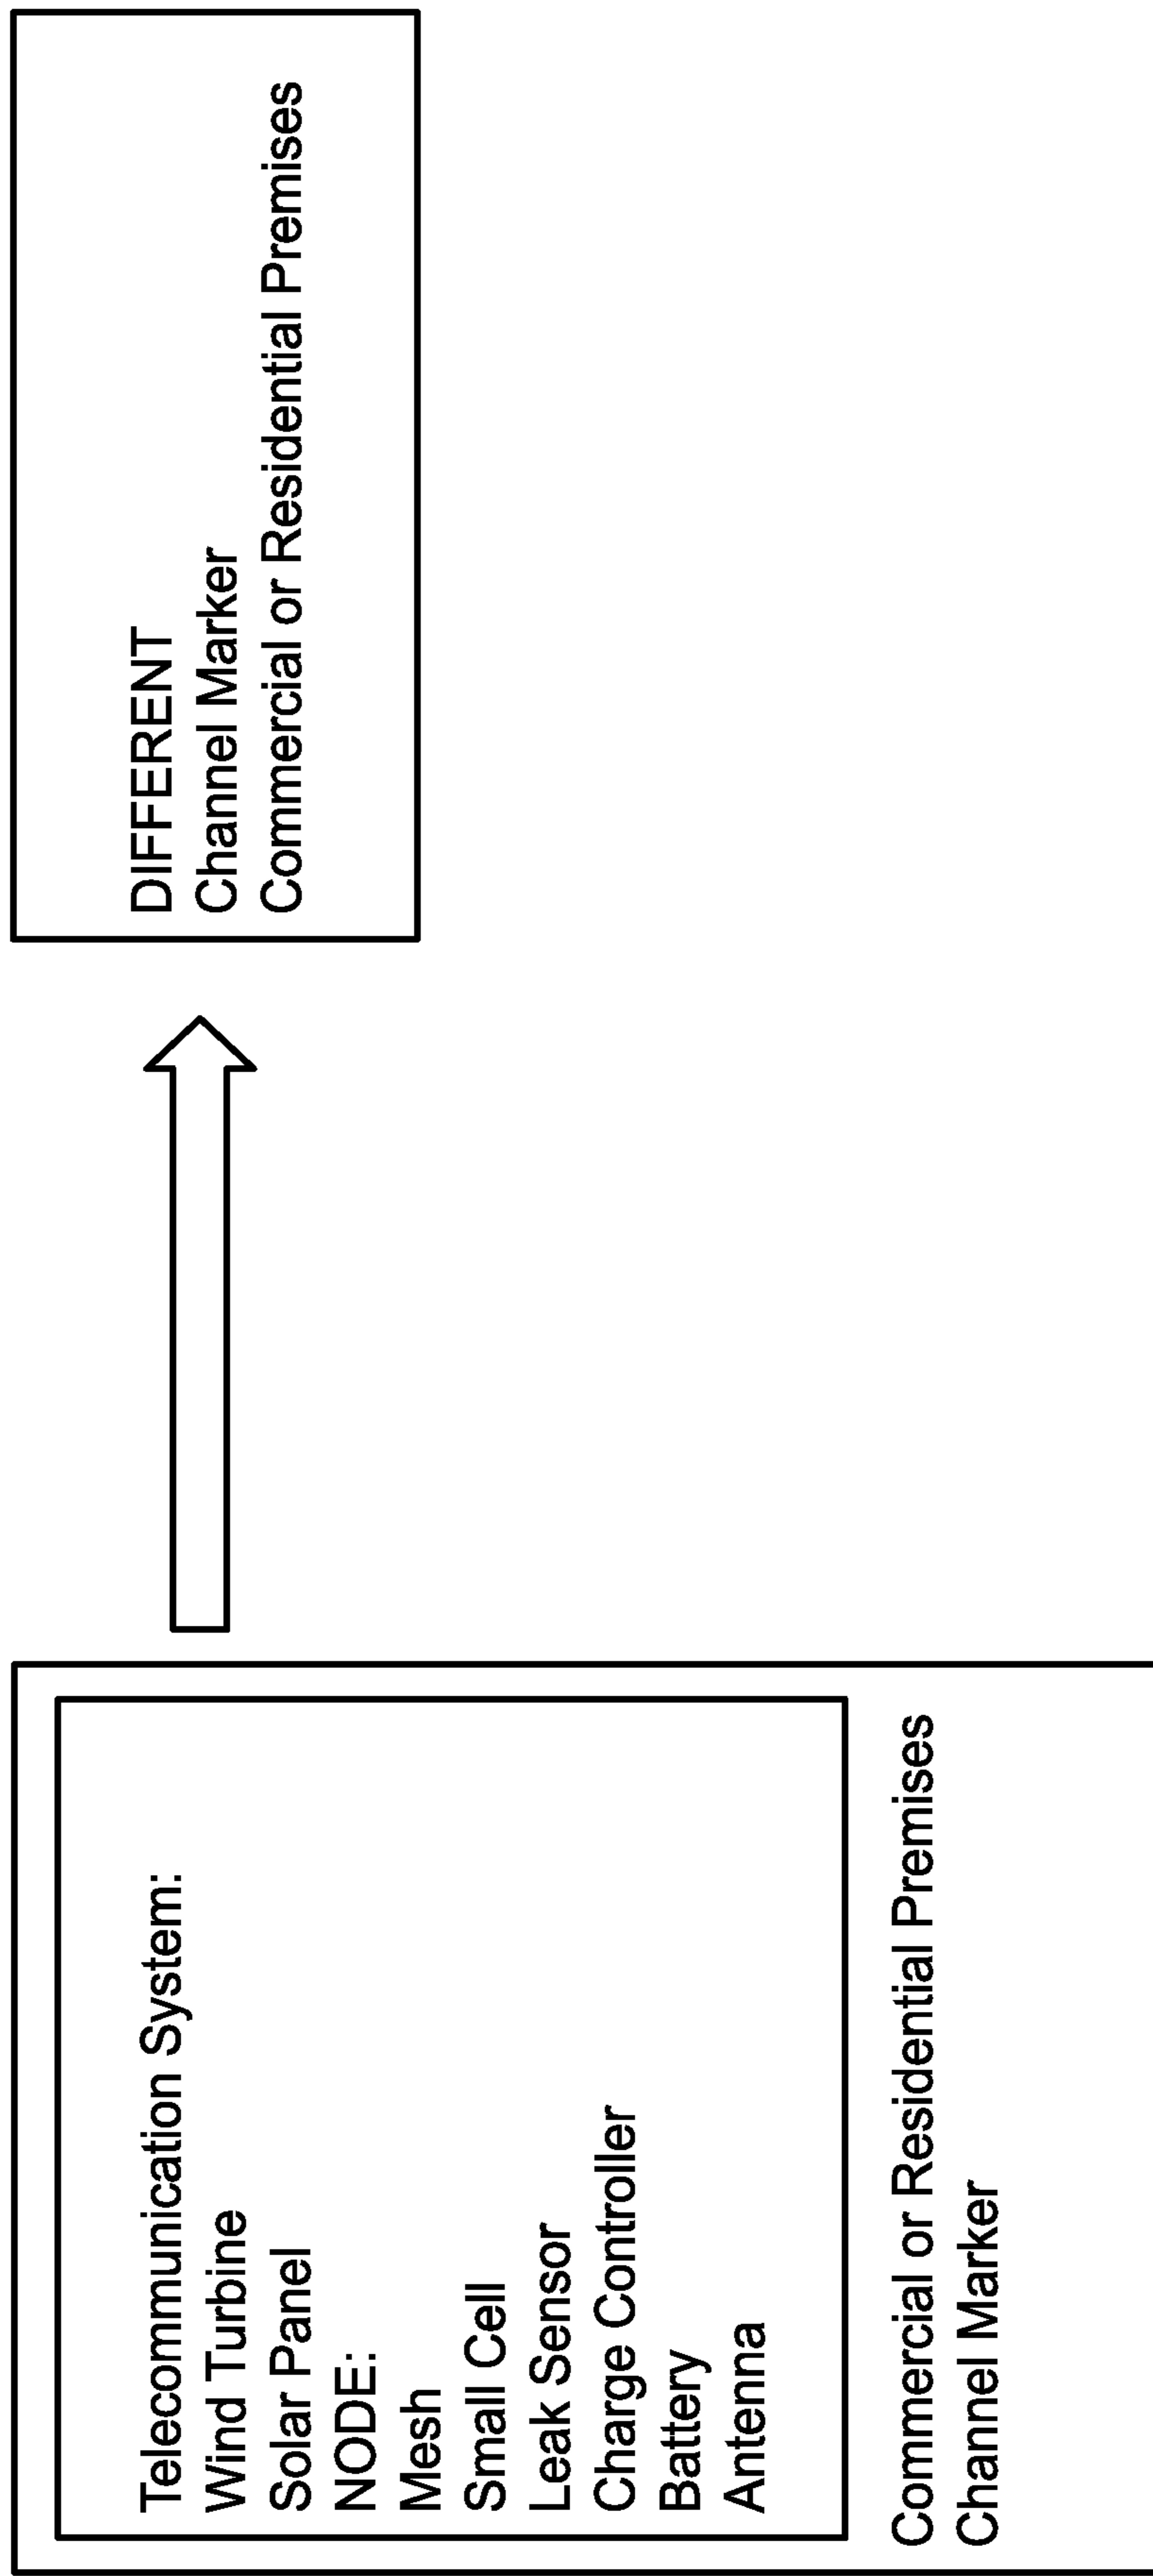 Telecommunication System:
Wind Turbine
Solar Panel
NODE:
Mesh
Small Cell
Leak Sensor
Charge Controller
Battery
Antenna
Commercial or Residential Premises
Channel Marker
DIFFERENT
Channel Marker
Commercial or Residential Premises